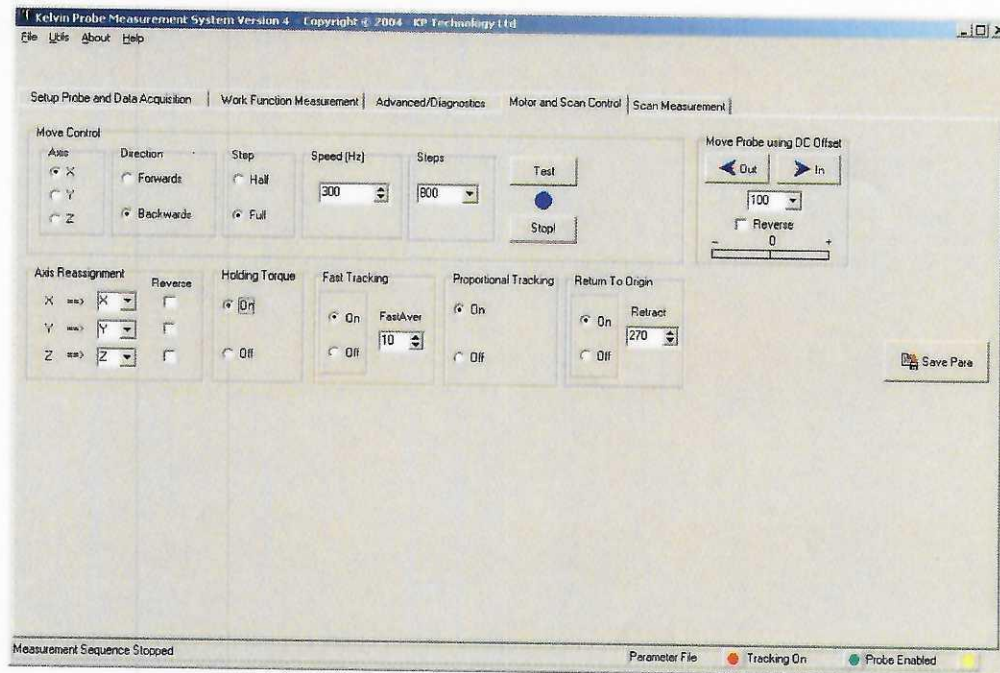 Kelvin Probe Measurement System Version 4 - Copyright © 2004 KP Technology Ltd
File Utils About Help
Setup Probe and Data Acquisition | Work Function Measurement | Advanced/Diagnostics | Motor and Scan Control | Scan Measurement
Move Control
Axis
X
Y
Z
Direction
Forwards
Backwards
Step
Half
Full
Speed (Hz)
300
Steps
800
Test
Stop!
Move Probe using DC Offset
Out
In
100
Reverse
- 0 +
Axis Reassignment
Reverse
X ==> X
Y ==> Y
Z ==> Z
Holding Torque
On
Off
Fast Tracking
On
Off
FastAver
10
Proportional Tracking
On
Off
Return To Origin
On
Off
Retract
270
Save Para
Measurement Sequence Stopped
Parameter File
Tracking On
Probe Enabled